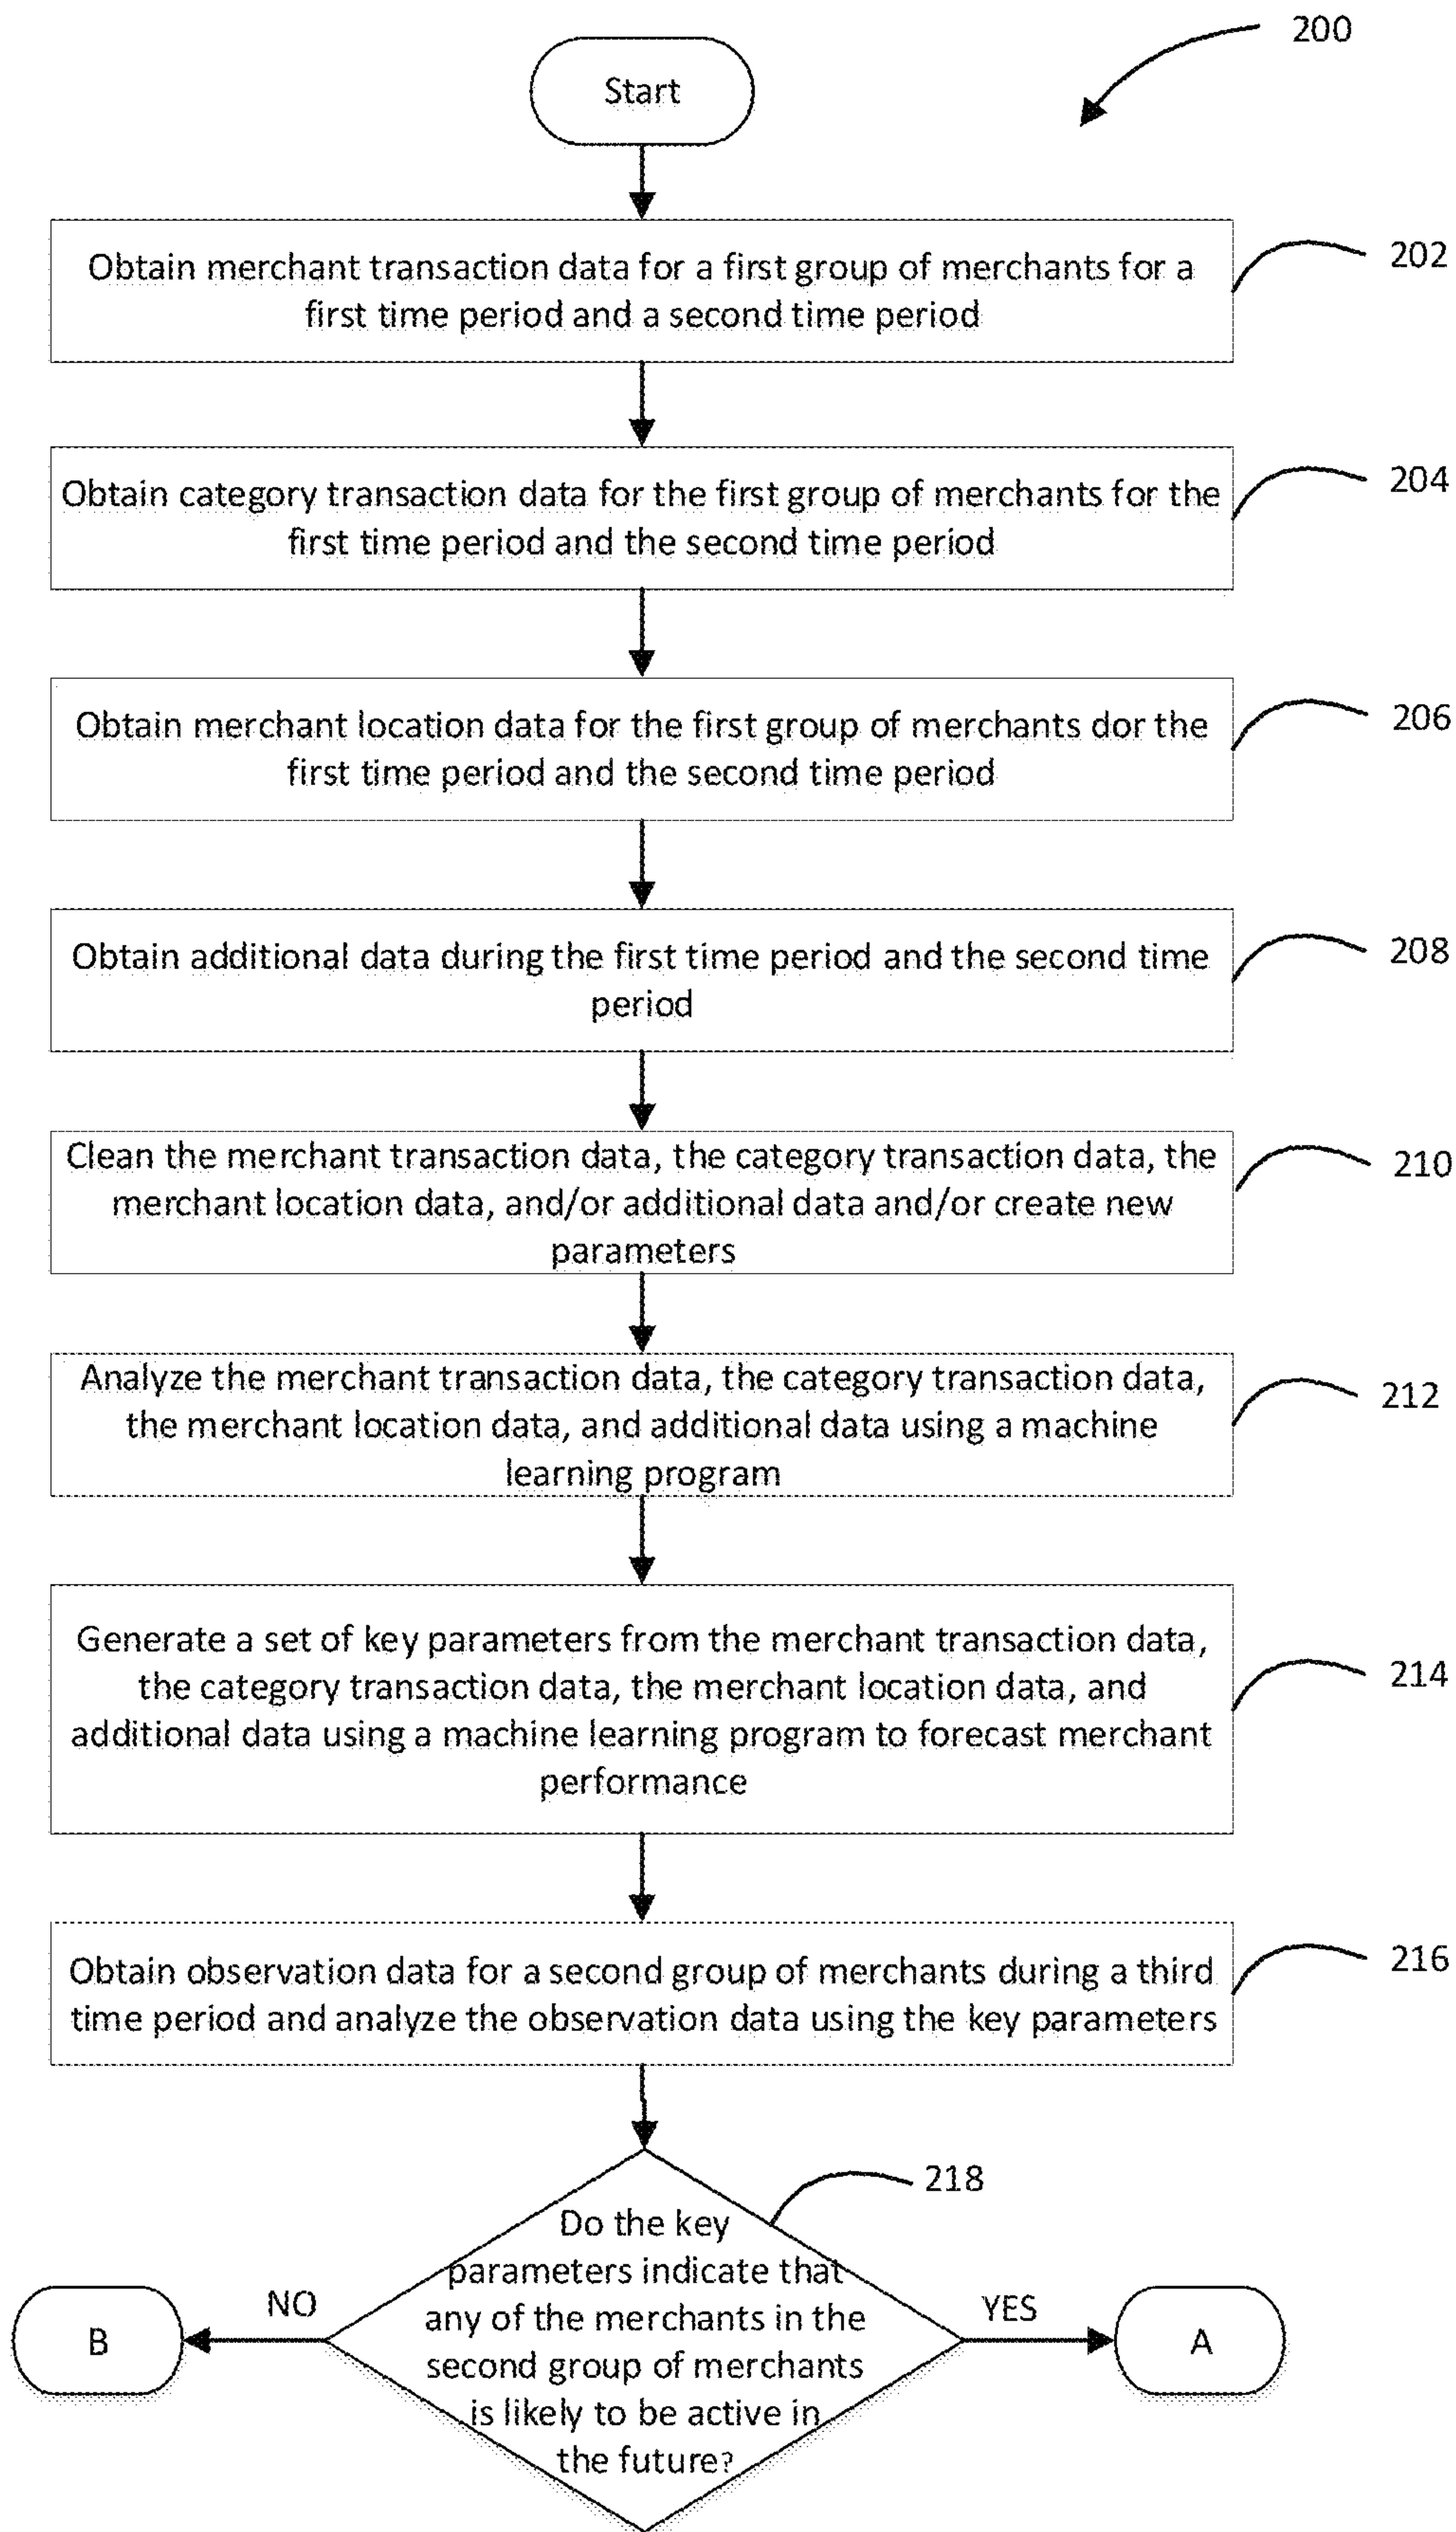 200
Start
Obtain merchant transaction data for a first group of merchants for a
first time period and a second time period
202
Obtain category transaction data for the first group of merchants for the
first time period and the second time period
204
Obtain merchant location data for the first group of merchants dor the
first time period and the second time period
206
Obtain additional data during the first time period and the second time
period
208
Clean the merchant transaction data, the category transaction data, the
merchant location data, and/or additional data and/or create new
parameters
210
Analyze the merchant transaction data, the category transaction data,
the merchant location data, and additional data using a machine
learning program
212
Generate a set of key parameters from the merchant transaction data,
the category transaction data, the merchant location data, and
additional data using a machine learning program to forecast merchant
performance
214
Obtain observation data for a second group of merchants during a third
time period and analyze the observation data using the key parameters
216
218
Do the key
parameters indicate that
any of the merchants in the
second group of merchants
is likely to be active in
the future?
NO
B
YES
A